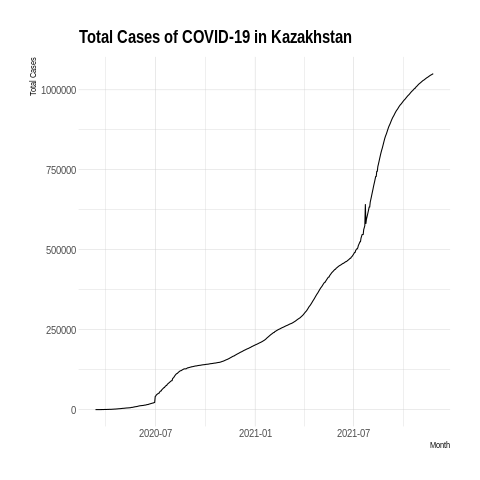 Total Cases of COVID-19 in Kazakhstan
Total Cases
1000000
750000
500000
250000
0
2020-07 2021-01 2021-07
Month